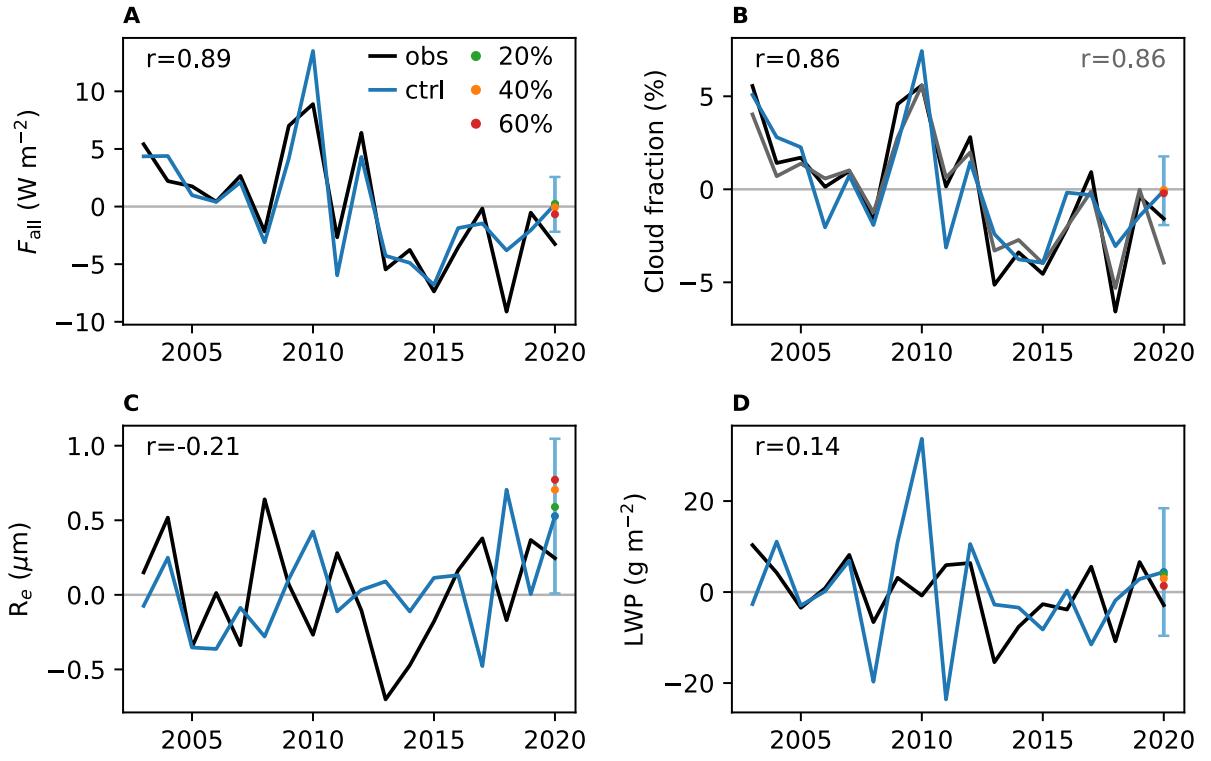 A
r=0.89
obs
ctrl
20%
40%
60%
F_all (W m⁻²)
10
5
0
−5
−10
2005
2010
2015
2020
B
r=0.86
r=0.86
Cloud fraction (%)
5
0
−5
2005
2010
2015
2020
C
r=-0.21
R_e (μm)
1.0
0.5
0.0
−0.5
2005
2010
2015
2020
D
r=0.14
LWP (g m⁻²)
20
0
−20
2005
2010
2015
2020